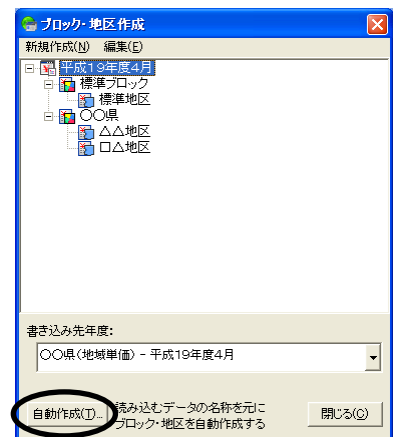 ブロック・地区作成
新規作成(N) 編集(E)
平成19年度4月
標準ブロック
標準地区
〇〇県
△△地区
□△地区
書き込み先年度:
〇〇県(地域単価) - 平成19年度4月
自動作成(T)...
読み込むデータの名称を元に
ブロック・地区を自動作成する
閉じる(C)